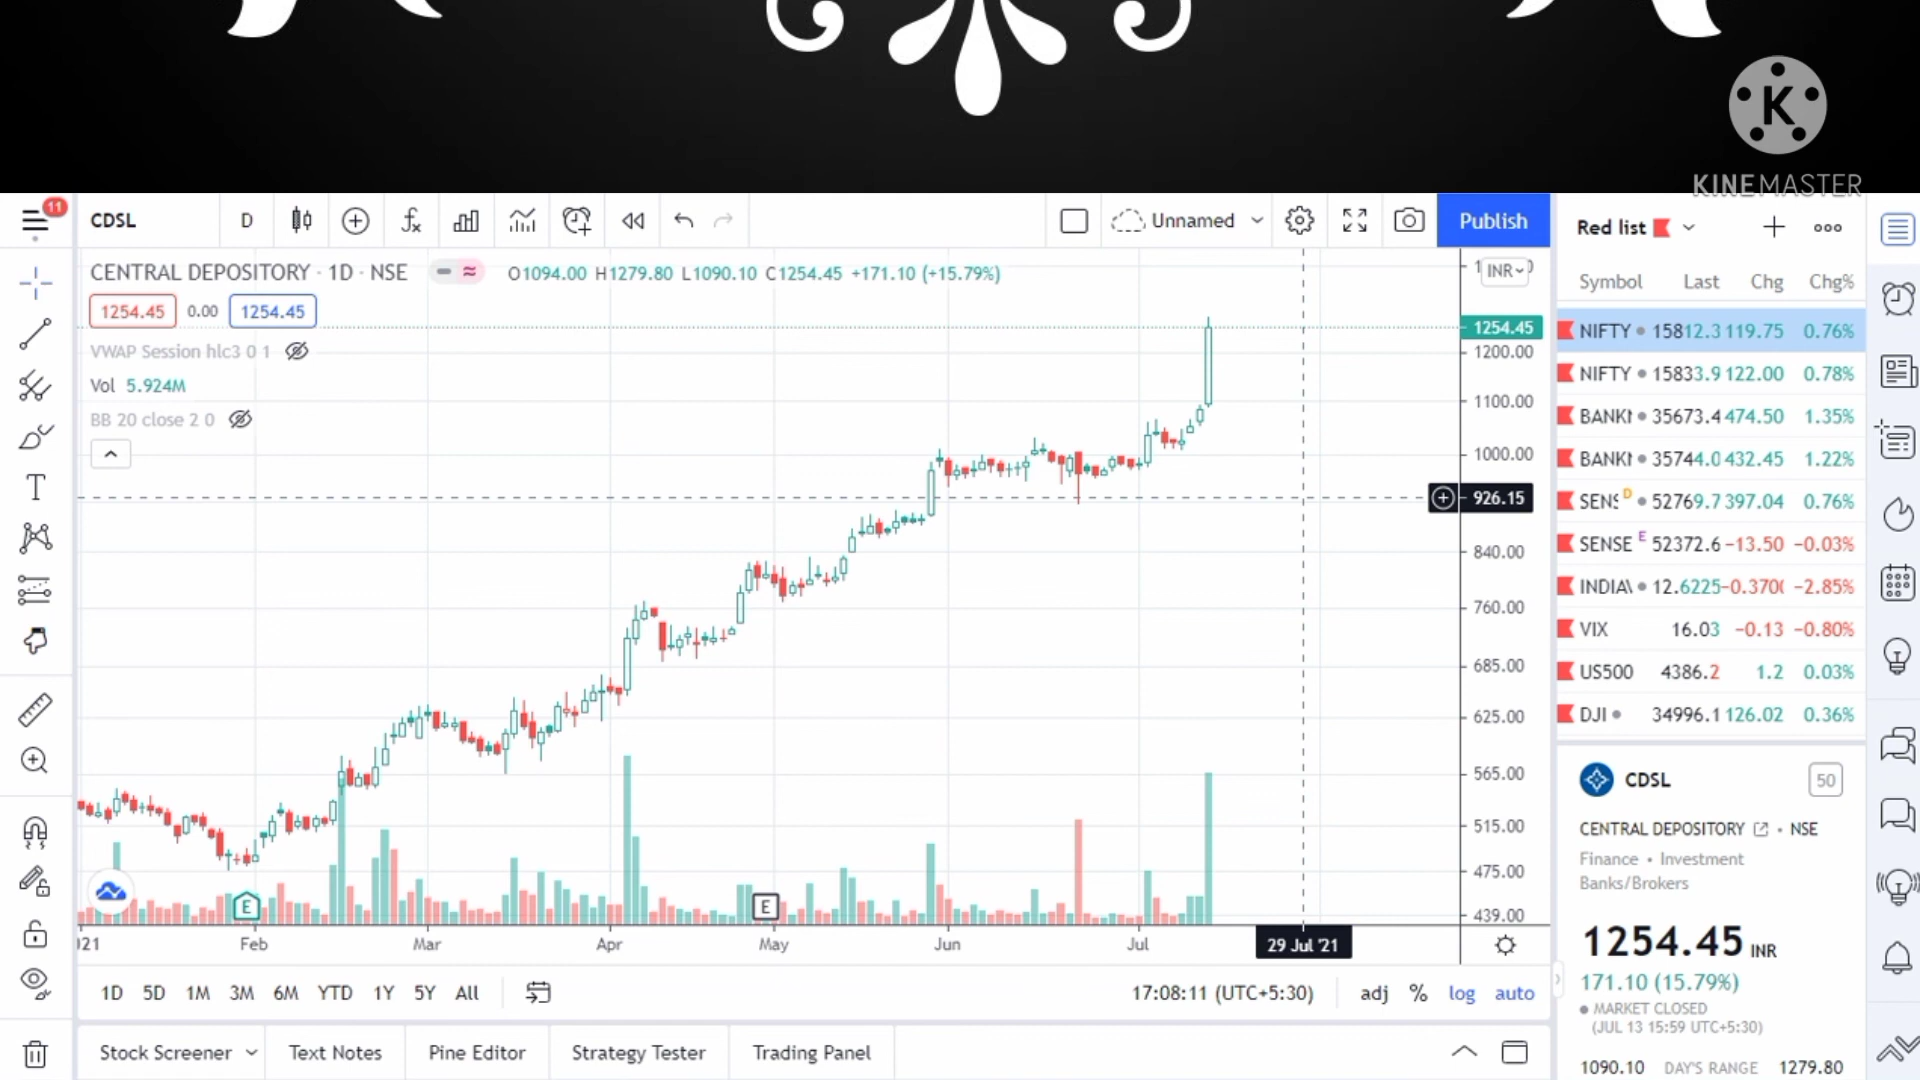 K
KINEMASTER
11
CDSL
D
Unnamed
Publish
CENTRAL DEPOSITORY · 1D · NSE
O1094.00 H1279.80 L1090.10 C1254.45 +171.10 (+15.79%)
INR
1254.45 0.00 1254.45
VWAP Session hlc3 0 1
Vol 5.924M
BB 20 close 2 0
1254.45
1200.00
1100.00
1000.00
926.15
840.00
760.00
685.00
625.00
565.00
515.00
475.00
439.00
E
E
Feb Mar Apr May Jun Jul 29 Jul '21
1D 5D 1M 3M 6M YTD 1Y 5Y All
17:08:11 (UTC+5:30) adj % log auto
Stock Screener Text Notes Pine Editor Strategy Tester Trading Panel
Red list
Symbol Last Chg Chg%
NIFTY 15812.3 119.75 0.76%
NIFTY 15833.9 122.00 0.78%
BANKI 35673.4 474.50 1.35%
BANKI 35744.0 432.45 1.22%
SENS D 52769.7 397.04 0.76%
SENSE E 52372.6 −13.50 −0.03%
INDIA 12.6225 −0.370 −2.85%
VIX 16.03 −0.13 −0.80%
US500 4386.2 1.2 0.03%
DJI 34996.1 126.02 0.36%
CDSL
50
CENTRAL DEPOSITORY · NSE
Finance • Investment
Banks/Brokers
1254.45 INR
171.10 (15.79%)
MARKET CLOSED
(JUL 13 15:59 UTC+5:30)
1090.10 DAY'S RANGE 1279.80